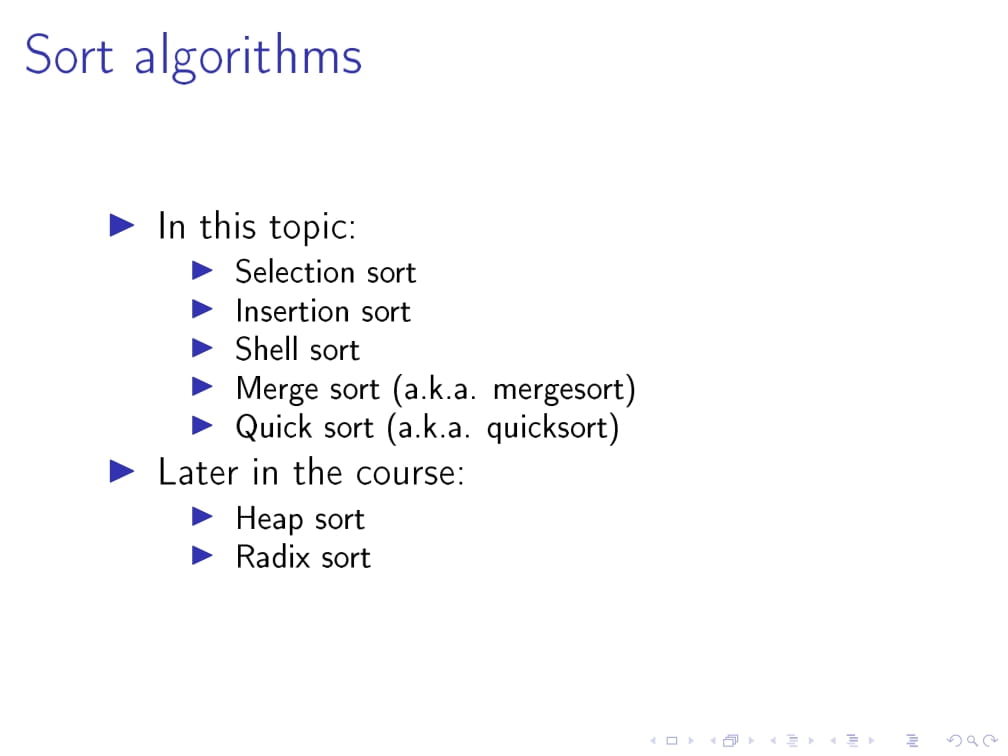 Sort algorithms
In this topic:
Selection sort
Insertion sort
Shell sort
Merge sort (a.k.a. mergesort)
Quick sort (a.k.a. quicksort)
Later in the course:
Heap sort
Radix sort